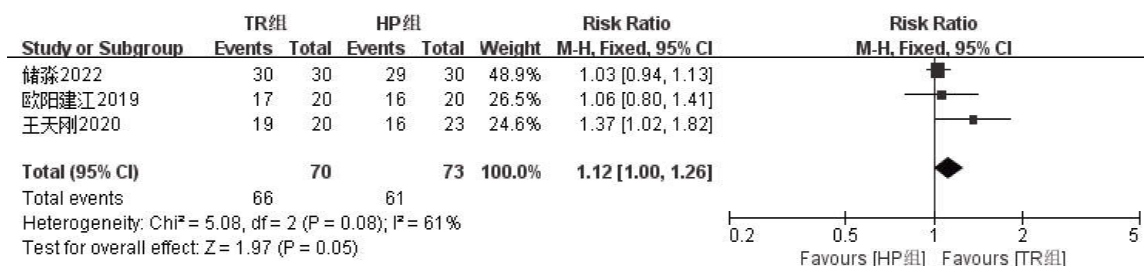 TR组 HP组 Risk Ratio Risk Ratio
Study or Subgroup Events Total Events Total Weight M-H, Fixed, 95% CI M-H, Fixed, 95% CI
储淼2022 30 30 29 30 48.9% 1.03 [0.94, 1.13]
欧阳建江2019 17 20 16 20 26.5% 1.06 [0.80, 1.41]
王天刚2020 19 20 16 23 24.6% 1.37 [1.02, 1.82]
Total (95% CI) 70 73 100.0% 1.12 [1.00, 1.26]
Total events 66 61
Heterogeneity: Chi² = 5.08, df = 2 (P = 0.08); I² = 61%
Test for overall effect: Z = 1.97 (P = 0.05)
0.2 0.5 1 2 5
Favours [HP组] Favours [TR组]